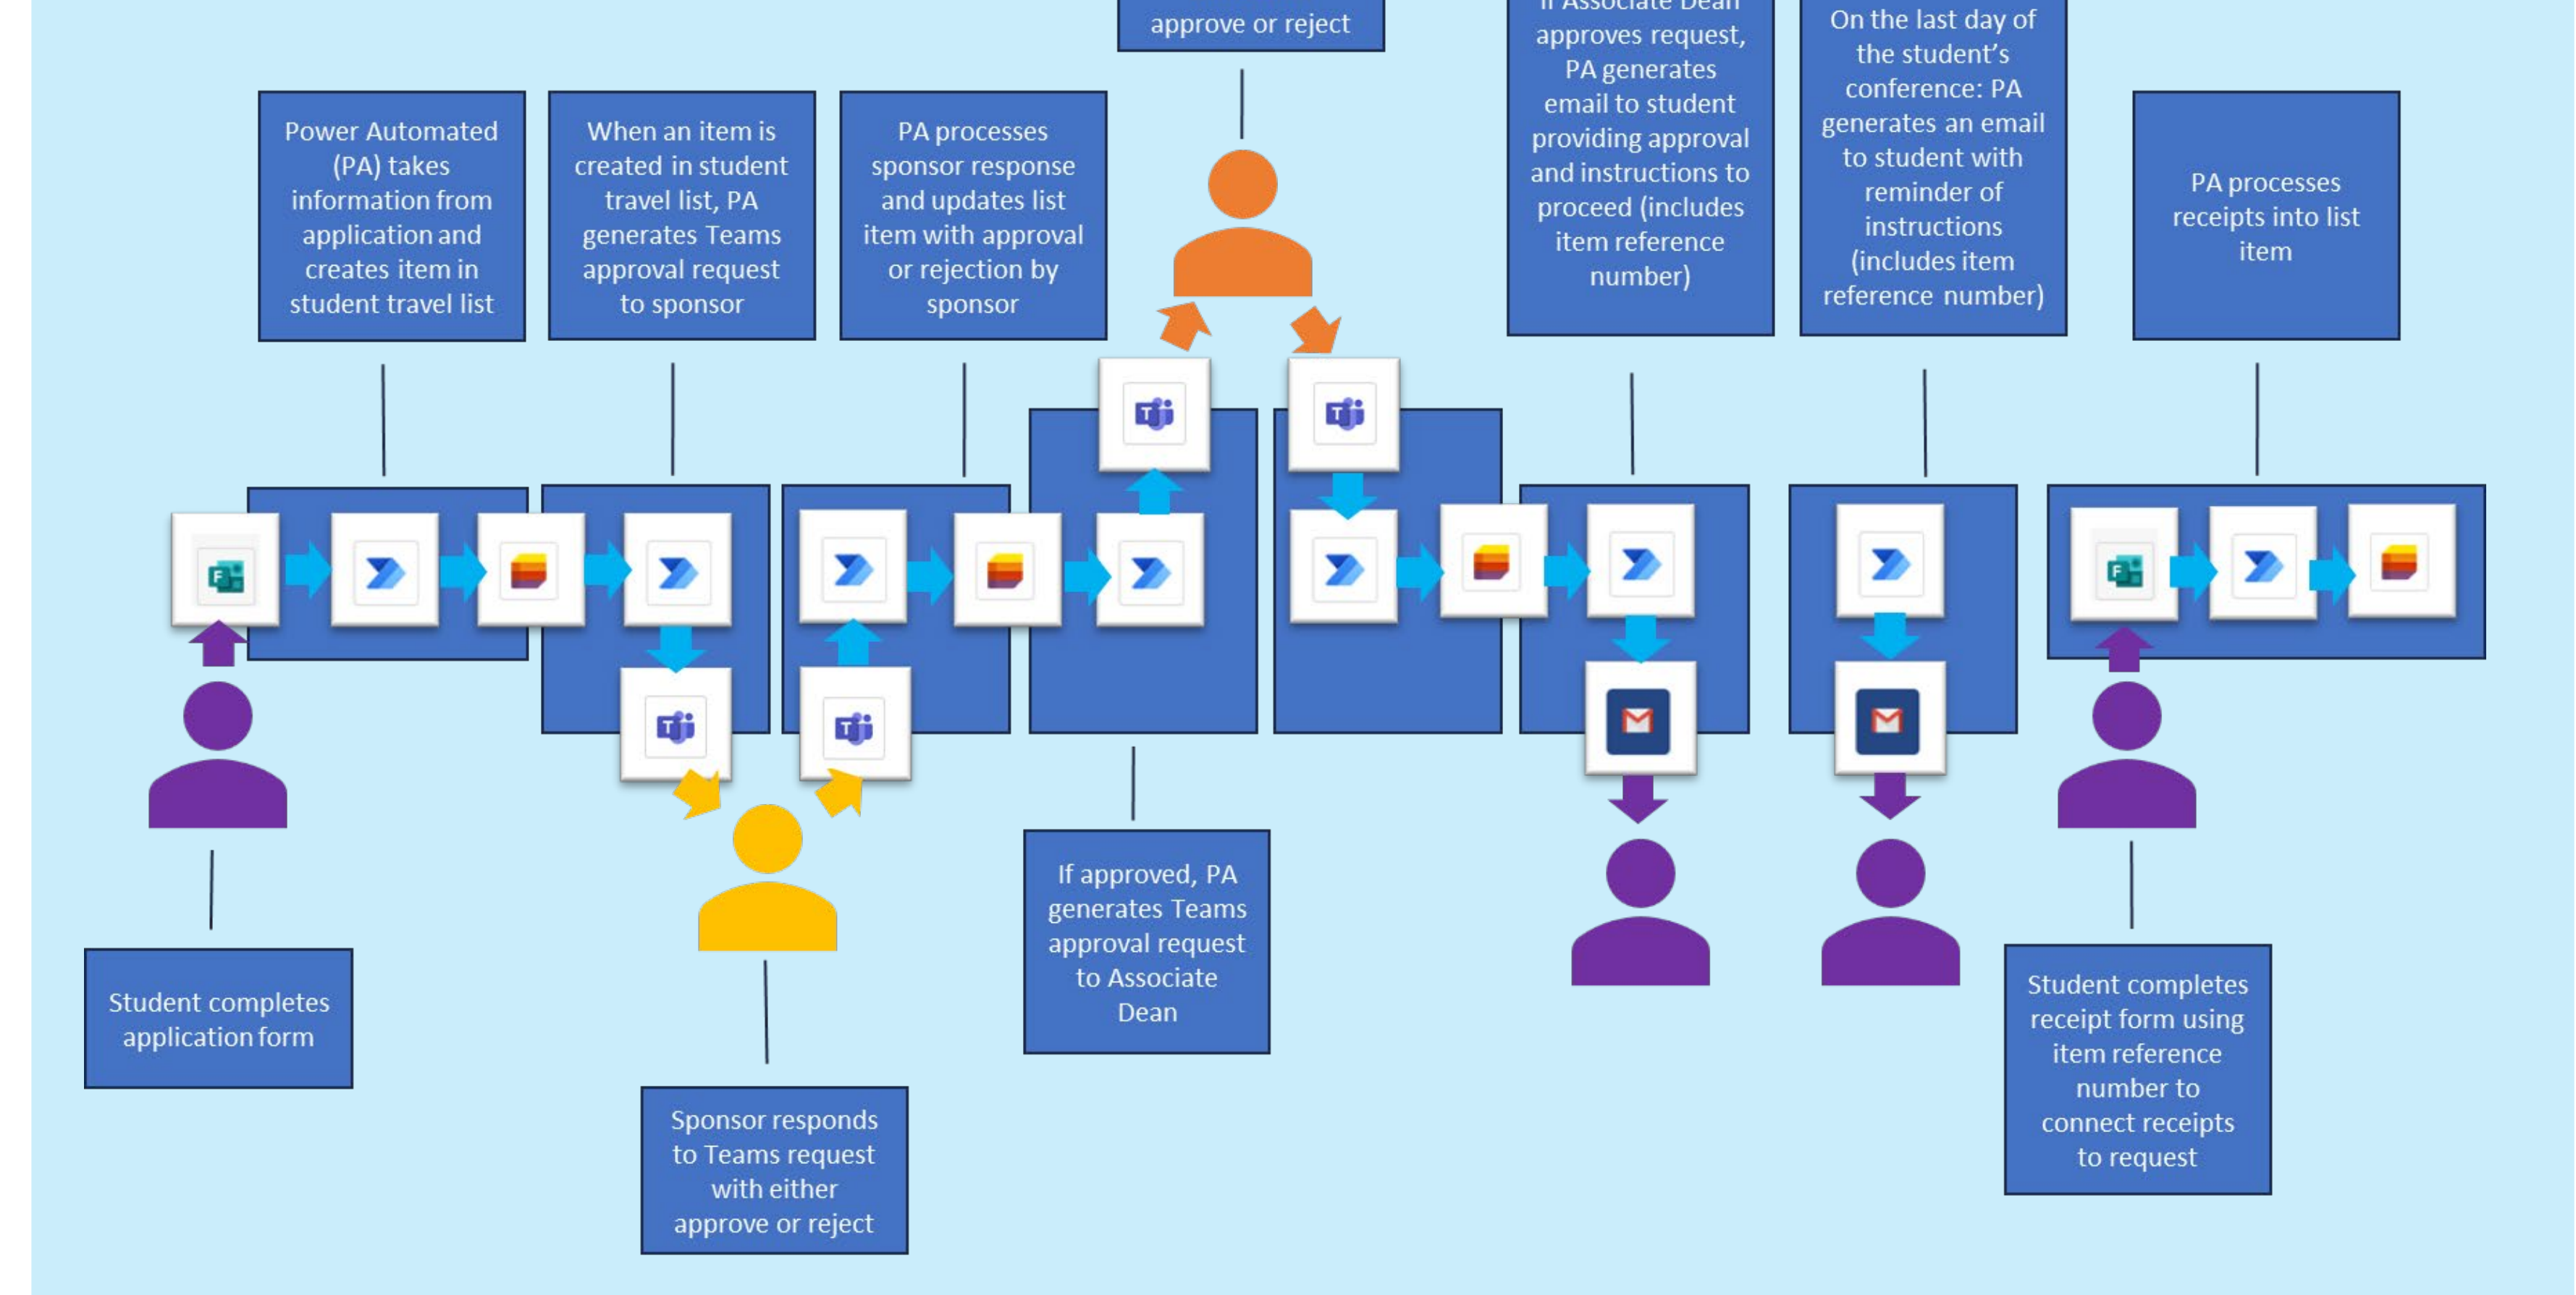 approve or reject
If Associate Dean
approves request,
PA generates
email to student
providing approval
and instructions to
proceed (includes
item reference
number)
On the last day of
the student’s
conference: PA
generates an email
to student with
reminder of
instructions
(includes item
reference number)
Power Automated
(PA) takes
information from
application and
creates item in
student travel list
When an item is
created in student
travel list, PA
generates Teams
approval request
to sponsor
PA processes
sponsor response
and updates list
item with approval
or rejection by
sponsor
PA processes
receipts into list
item
T
T
F
F
T
T
If approved, PA
generates Teams
approval request
to Associate
Dean
Student completes
application form
Student completes
receipt form using
item reference
number to
connect receipts
to request
Sponsor responds
to Teams request
with either
approve or reject